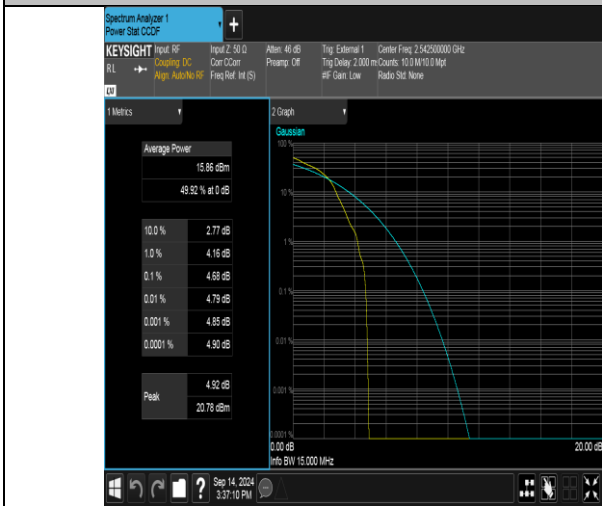 Spectrum Analyzer 1
Power Stat CCDF
+
KEYSIGHT
RL
LXI
Input: RF
Coupling: DC
Align: Auto/No RF
Input Z: 50 Ω
Corr CCorr
Freq Ref: Int (S)
Atten: 46 dB
Preamp: Off
Trig: External 1
Trig Delay: 2.000 m
#IF Gain: Low
Center Freq: 2.542500000 GHz
Counts: 10.0 M/10.0 Mpt
Radio Std: None
1 Metrics
Average Power
15.86 dBm
49.92 % at 0 dB
10.0 % 2.77 dB
1.0 % 4.16 dB
0.1 % 4.68 dB
0.01 % 4.79 dB
0.001 % 4.85 dB
0.0001 % 4.90 dB
Peak
4.92 dB
20.78 dBm
2 Graph
Gaussian
100 %
10 %
1 %
0.1 %
0.01 %
0.001 %
0.0001 %
0.00 dB
20.00 dB
Info BW 15.000 MHz
?
Sep 14, 2024
3:37:10 PM